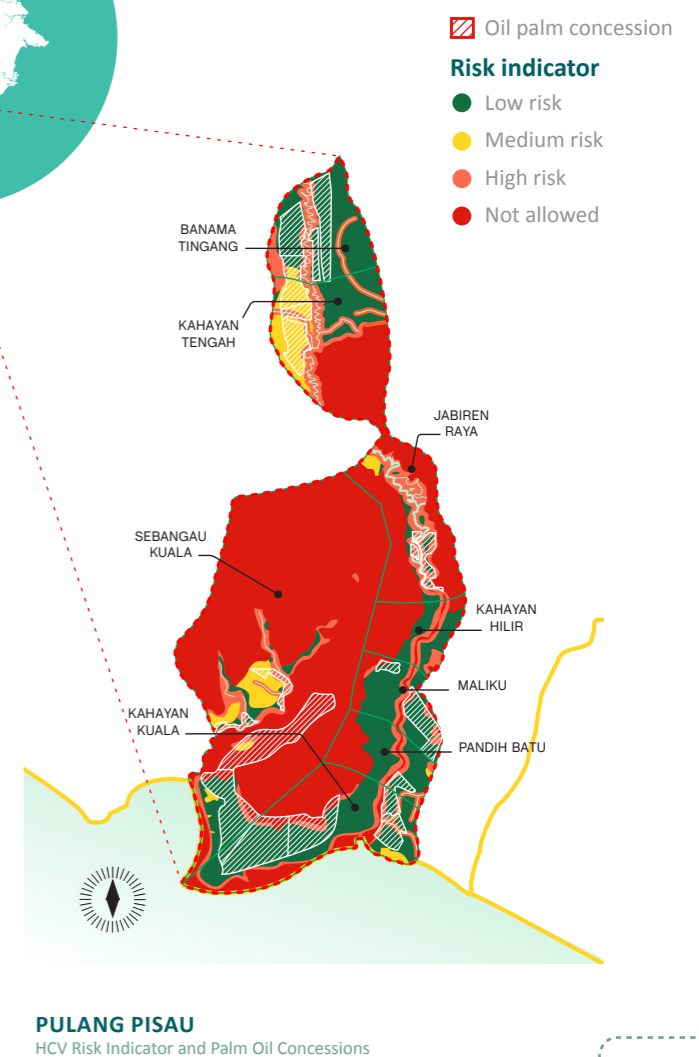 Oil palm concession
Risk indicator
Low risk
Medium risk
High risk
Not allowed
BANAMA
TINGANG
KAHAYAN
TENGAH
JABIREN
RAYA
SEBANGAU
KUALA
KAHAYAN
HILIR
MALIKU
KAHAYAN
KUALA
PANDIH BATU
PULANG PISAU
HCV Risk Indicator and Palm Oil Concessions